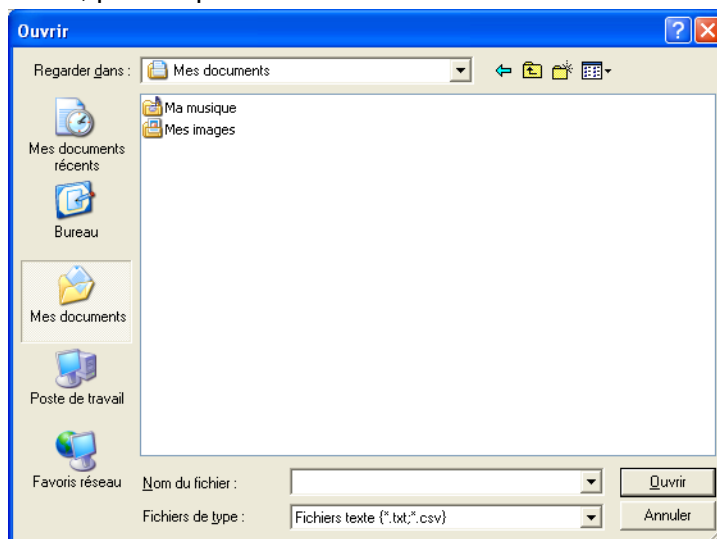 Ouvrir
Regarder dans :
Mes documents
Ma musique
Mes images
Mes documents
récents
Bureau
Mes documents
Poste de travail
Favoris réseau
Nom du fichier :
Ouvrir
Fichiers de type :
Fichiers texte {*.txt;*.csv}
Annuler